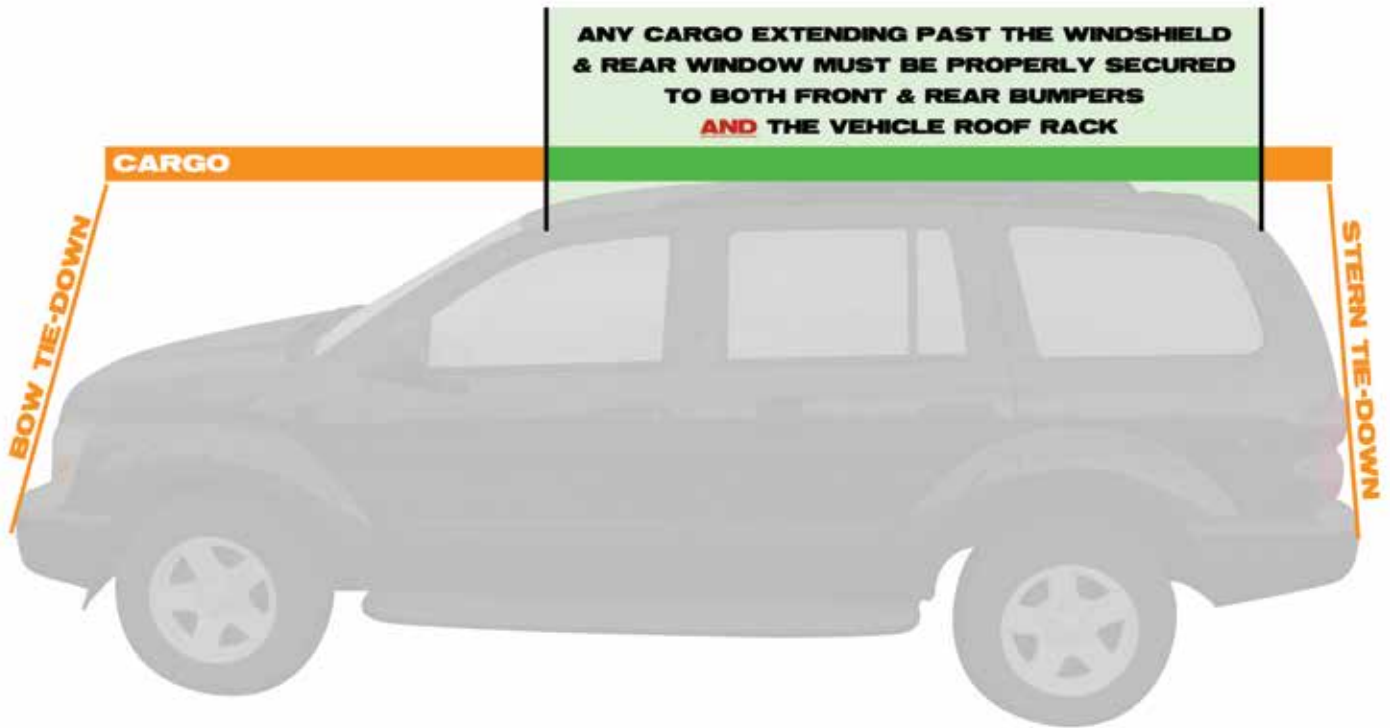 ANY CARGO EXTENDING PAST THE WINDSHIELD
& REAR WINDOW MUST BE PROPERLY SECURED
TO BOTH FRONT & REAR BUMPERS
AND THE VEHICLE ROOF RACK
CARGO
BOW TIE-DOWN
STERN TIE-DOWN